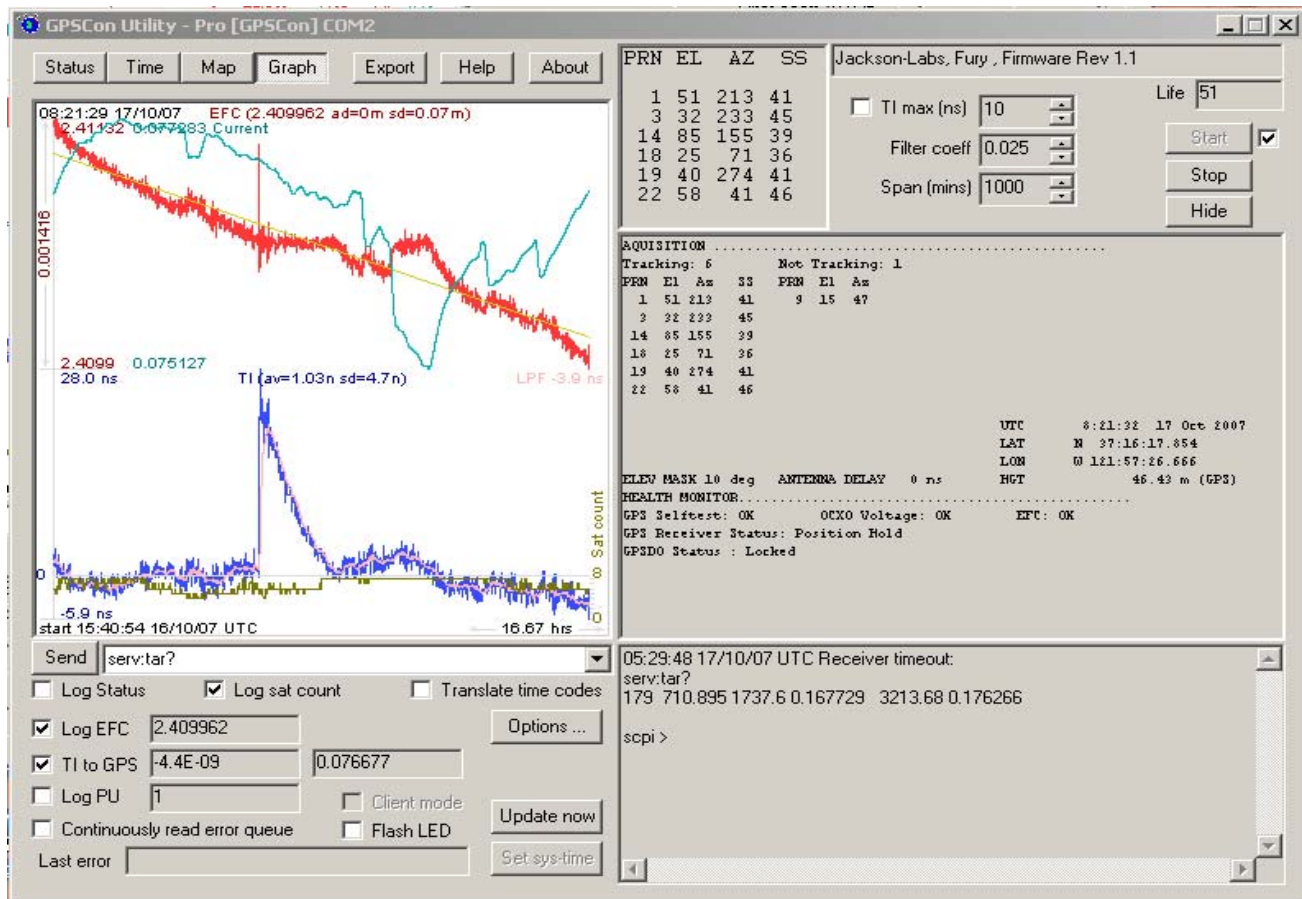 GPSCon Utility - Pro [GPSCon] COM2
Status Time Map Graph Export Help About
08:21:29 17/10/07 EFC (2.409962 ad=0m sd=0.07m)
2.41132 0.077283 Current
0.001416
2.4099 0.075127
28.0 ns TI (av=1.03n sd=4.7n) LPF -3.9 ns
Sat count
0 8
-5.9 ns 0
start 15:40:54 16/10/07 UTC 16.67 hrs
PRN EL AZ SS
1 51 213 41
3 32 233 45
14 85 155 39
18 25 71 36
19 40 274 41
22 58 41 46
Jackson-Labs, Fury , Firmware Rev 1.1
TI max (ns) 10
Filter coeff 0.025
Span (mins) 1000
Life 51
Start
Stop
Hide
AQUISITION ......................................................
Tracking: 6 Not Tracking: 1
PRN El Az SS PRN El Az
1 51 213 41 9 15 47
3 32 233 45
14 85 155 39
18 25 71 36
19 40 274 41
22 58 41 46
UTC 8:21:32 17 Oct 2007
LAT N 37:16:17.854
LON W 121:57:26.666
ELEV MASK 10 deg ANTENNA DELAY 0 ns HGT 46.43 m (GPS)
HEALTH MONITOR......................................................
GPS Selftest: OK OCXO Voltage: OK EFC: OK
GPS Receiver Status: Position Hold
GPSDO Status : Locked
Send serv:tar?
Log Status Log sat count Translate time codes
Log EFC 2.409962 Options ...
TI to GPS -4.4E-09 0.076677
Log PU 1 Client mode Update now
Continuously read error queue Flash LED
Last error Set sys-time
05:29:48 17/10/07 UTC Receiver timeout:
serv:tar?
179 710.895 1737.6 0.167729 3213.68 0.176266
scpi >